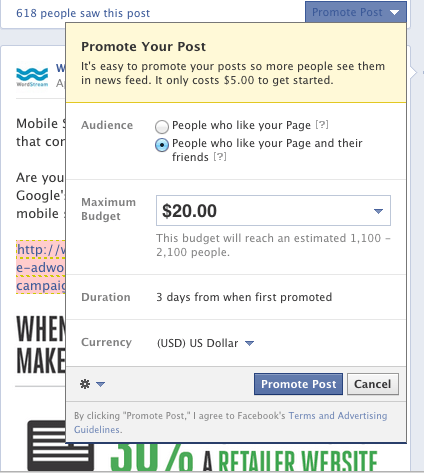 618 people saw this post
Promote Post
Promote Your Post
It's easy to promote your posts so more people see them
in news feed. It only costs $5.00 to get started.
WordStream
W
Mobile S
that cor
Are you
Google's
mobile
http://w
e-adwo
campaig
WHEN
MAKE
Audience
People who like your Page [?]
People who like your Page and their
friends [?]
Maximum
Budget
$20.00
This budget will reach an estimated 1,100 –
2,100 people.
Duration
3 days from when first promoted
Currency
(USD) US Dollar
Promote Post
Cancel
By clicking "Promote Post," I agree to Facebook's Terms and Advertising
Guidelines.
30% A RETAILER WEBSITE